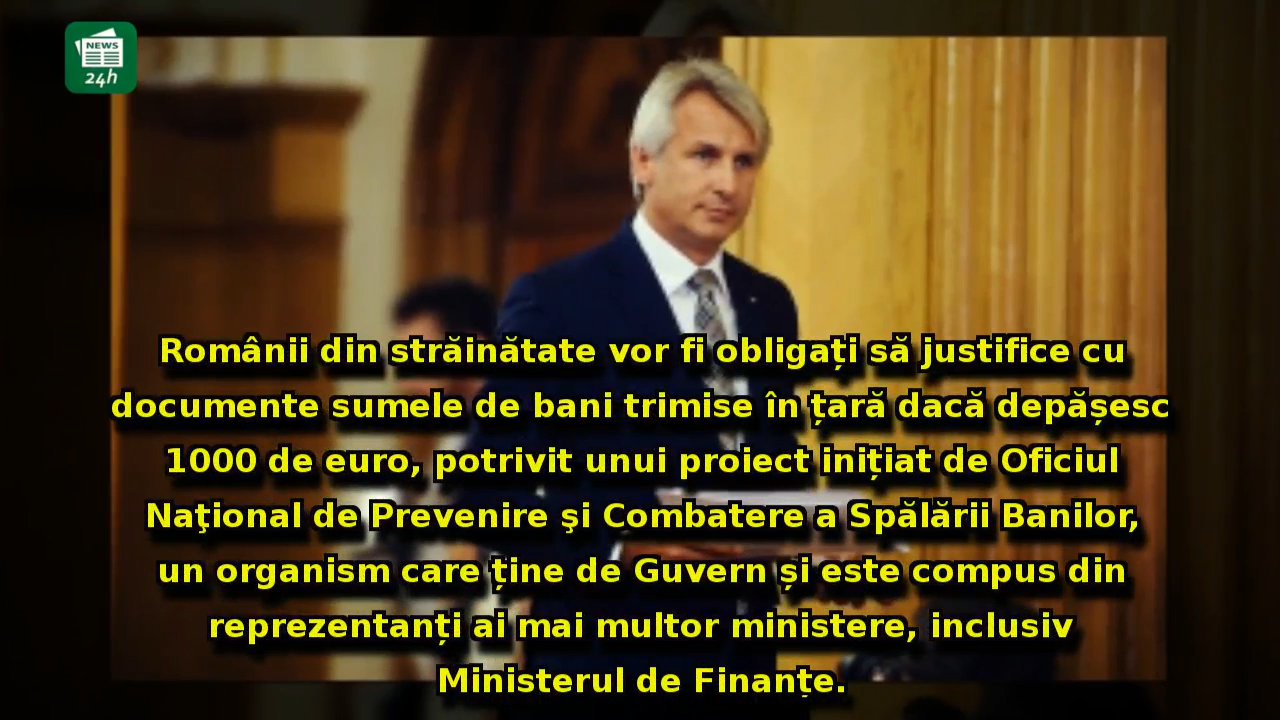 NEWS
24h
Românii din străinătate vor fi obligați să justifice cu
documente sumele de bani trimise în țară dacă depășesc
1000 de euro, potrivit unui proiect inițiat de Oficiul
Naţional de Prevenire şi Combatere a Spălării Banilor,
un organism care ține de Guvern și este compus din
reprezentanți ai mai multor ministere, inclusiv
Ministerul de Finanțe.